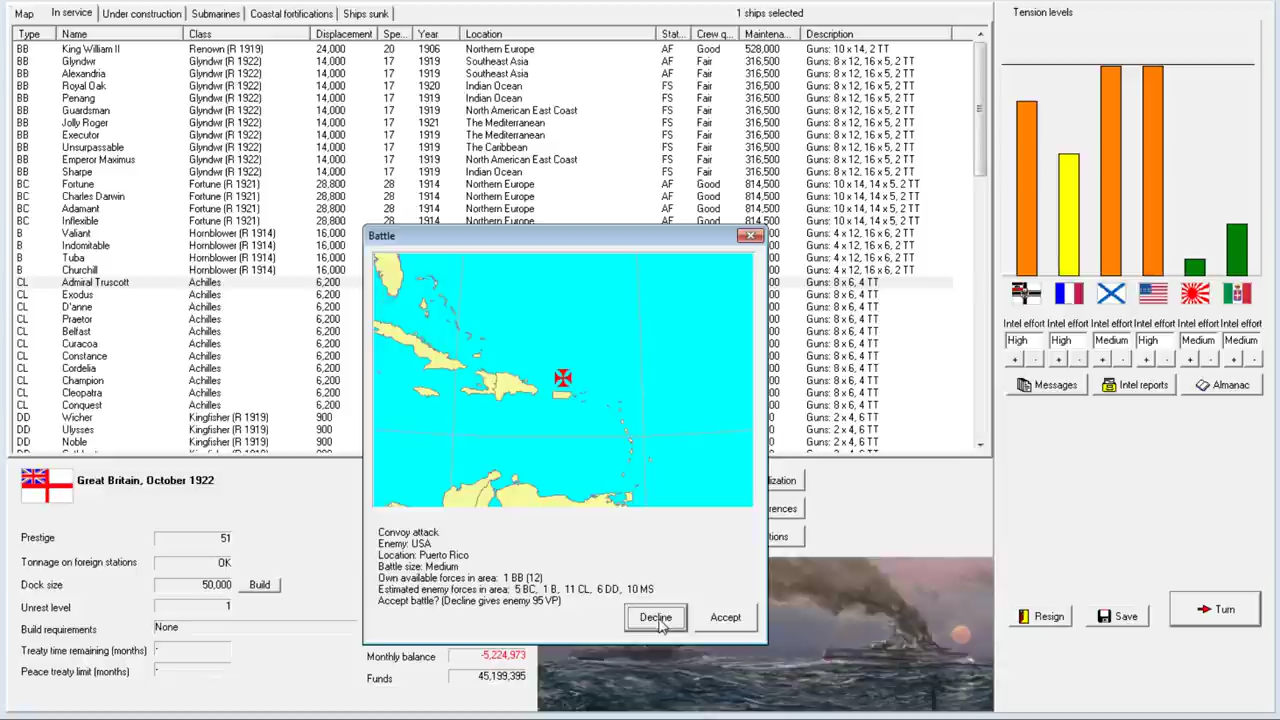 Map In service Under construction Submarines Coastal fortifications Ships sunk 1 ships selected Tension levels
Type Name Class Displacement Spe... Year Location Stat... Crew q... Maintena... Description
BB King William II Renown (R 1919) 24,000 20 1906 Northern Europe AF Good 528,000 Guns: 10 x 14, 2 TT
BB Glyndwr Glyndwr (R 1922) 14,000 17 1919 Southeast Asia AF Fair 316,500 Guns: 8 x 12, 16 x 5, 2 TT
BB Alexandria Glyndwr (R 1922) 14,000 17 1919 Southeast Asia AF Fair 316,500 Guns: 8 x 12, 16 x 5, 2 TT
BB Royal Oak Glyndwr (R 1922) 14,000 17 1920 Indian Ocean FS Fair 316,500 Guns: 8 x 12, 16 x 5, 2 TT
BB Penang Glyndwr (R 1922) 14,000 17 1919 Indian Ocean FS Fair 316,500 Guns: 8 x 12, 16 x 5, 2 TT
BB Guardsman Glyndwr (R 1922) 14,000 17 1919 North American East Coast FS Fair 316,500 Guns: 8 x 12, 16 x 5, 2 TT
BB Jolly Roger Glyndwr (R 1922) 14,000 17 1921 The Mediterranean FS Fair 316,500 Guns: 8 x 12, 16 x 5, 2 TT
BB Executor Glyndwr (R 1922) 14,000 17 1919 The Mediterranean FS Fair 316,500 Guns: 8 x 12, 16 x 5, 2 TT
BB Unsurpassable Glyndwr (R 1922) 14,000 17 1919 The Caribbean FS Fair 316,500 Guns: 8 x 12, 16 x 5, 2 TT
BB Emperor Maximus Glyndwr (R 1922) 14,000 17 1919 North American East Coast FS Fair 316,500 Guns: 8 x 12, 16 x 5, 2 TT
BB Sharpe Glyndwr (R 1922) 14,000 17 1919 Indian Ocean FS Fair 316,500 Guns: 8 x 12, 16 x 5, 2 TT
BC Fortune Fortune (R 1921) 28,800 28 1914 Northern Europe AF Good 814,500 Guns: 10 x 14, 14 x 5, 2 TT
BC Charles Darwin Fortune (R 1921) 28,800 28 1914 Northern Europe AF Good 814,500 Guns: 10 x 14, 14 x 5, 2 TT
BC Adamant Fortune (R 1921) 28,800 28 1914 Northern Europe AF Good 814,500 Guns: 10 x 14, 14 x 5, 2 TT
BC Inflexible Fortune (R 1921) 28,800 28 1914 Northern Europe AF Good 814,500 Guns: 10 x 14, 14 x 5, 2 TT
B Valiant Hornblower (R 1914) 16,000 Guns: 4 x 12, 16 x 6, 2 TT
B Indomitable Hornblower (R 1914) 16,000 Guns: 4 x 12, 16 x 6, 2 TT
B Tuba Hornblower (R 1914) 16,000 Guns: 4 x 12, 16 x 6, 2 TT
B Churchill Hornblower (R 1914) 16,000 Guns: 4 x 12, 16 x 6, 2 TT
CL Admiral Truscott Achilles 6,200 Guns: 8 x 6, 4 TT
CL Exodus Achilles 6,200 Guns: 8 x 6, 4 TT
CL D'anne Achilles 6,200 Guns: 8 x 6, 4 TT
CL Praetor Achilles 6,200 Guns: 8 x 6, 4 TT
CL Belfast Achilles 6,200 Guns: 8 x 6, 4 TT
CL Curacoa Achilles 6,200 Guns: 8 x 6, 4 TT
CL Constance Achilles 6,200 Guns: 8 x 6, 4 TT
CL Cordelia Achilles 6,200 Guns: 8 x 6, 4 TT
CL Champion Achilles 6,200 Guns: 8 x 6, 4 TT
CL Cleopatra Achilles 6,200 Guns: 8 x 6, 4 TT
CL Conquest Achilles 6,200 Guns: 8 x 6, 4 TT
DD Wicher Kingfisher (R 1919) 900 Guns: 2 x 4, 6 TT
DD Ulysses Kingfisher (R 1919) 900 Guns: 2 x 4, 6 TT
DD Noble Kingfisher (R 1919) 900 Guns: 2 x 4, 6 TT
Battle
Convoy attack
Enemy: USA
Location: Puerto Rico
Battle size: Medium
Own available forces in area: 1 BB (12)
Estimated enemy forces in area: 5 BC, 1 B, 11 CL, 6 DD, 10 MS
Accept battle? (Decline gives enemy 95 VP)
Decline Accept
Intel effort Intel effort Intel effort Intel effort Intel effort Intel effort
High High Medium High Medium Medium
+ - + - + - + - + - + -
Messages Intel reports Almanac
Great Britain, October 1922
Prestige 51
Tonnage on foreign stations OK
Dock size 50,000 Build
Unrest level 1
Build requirements None
Treaty time remaining (months) -
Peace treaty limit (months) -
lization
rences
tions
Monthly balance -5,224,973
Funds 45,199,395
Resign Save Turn